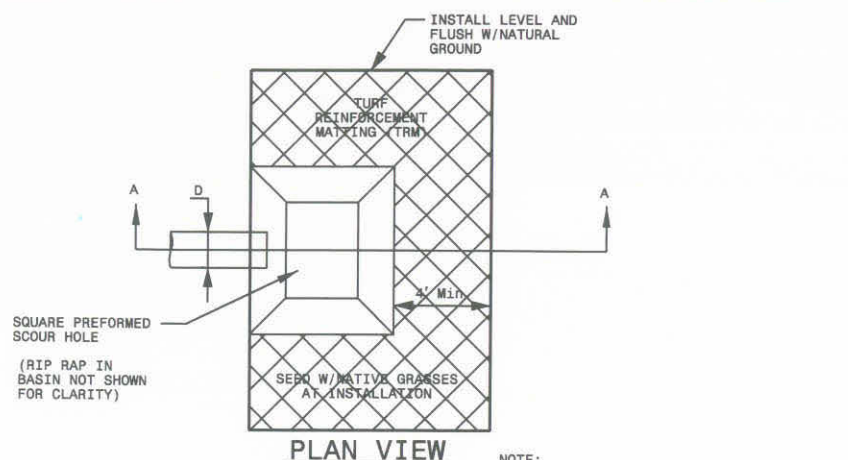 INSTALL LEVEL AND
FLUSH W/NATURAL
GROUND
TURF
REINFORCEMENT
MATTING (TRM)
A
D
A
4' Min
SQUARE PREFORMED
SCOUR HOLE
(RIP RAP IN
BASIN NOT SHOWN
FOR CLARITY)
SEED W/NATIVE GRASSES
AT INSTALLATION
PLAN VIEW
NOTE: